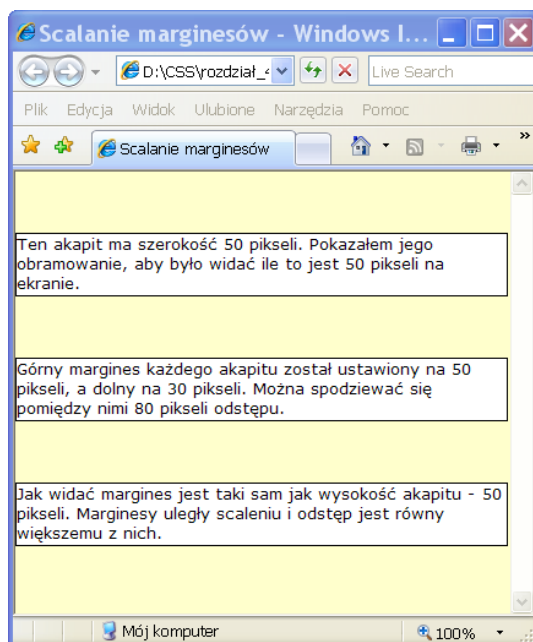 Scalanie marginesów - Windows I...
D:\CSS\rozdział_4 Live Search
Plik Edycja Widok Ulubione Narzędzia Pomoc
Scalanie marginesów »
Ten akapit ma szerokość 50 pikseli. Pokazałem jego
obramowanie, aby było widać ile to jest 50 pikseli na
ekranie.
Górny margines każdego akapitu został ustawiony na 50
pikseli, a dolny na 30 pikseli. Można spodziewać się
pomiędzy nimi 80 pikseli odstępu.
Jak widać margines jest taki sam jak wysokość akapitu - 50
pikseli. Marginesy uległy scaleniu i odstęp jest równy
większemu z nich.
Mój komputer 100%